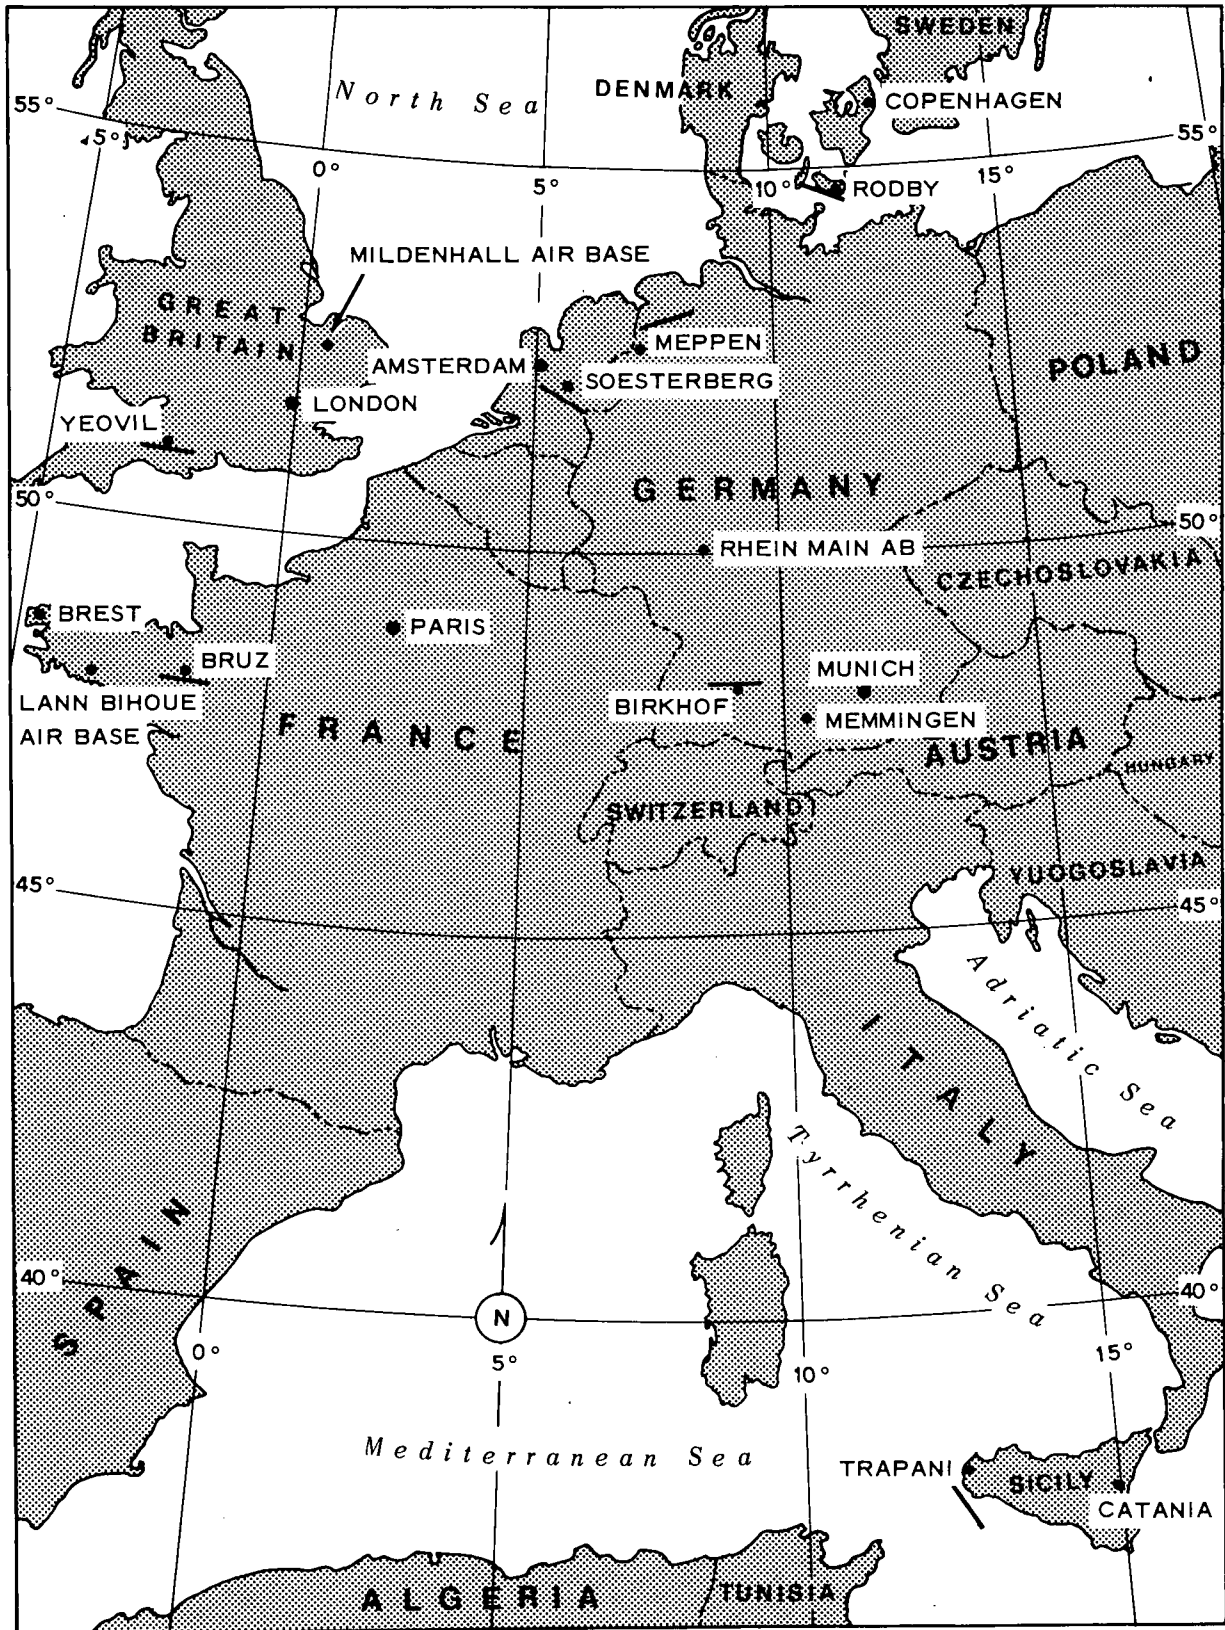 SWEDEN
North Sea
DENMARK
COPENHAGEN
55°
5°
55°
0°
5°
10°
15°
RODBY
MILDENHALL AIR BASE
GREAT
BRITAIN
MEPPEN
AMSTERDAM
SOESTERBERG
POLAND
LONDON
YEOVIL
GERMANY
50°
50°
RHEIN MAIN AB
CZECHOSLOVAKIA
BREST
PARIS
BRUZ
MUNICH
LANN BIHOUE
AIR BASE
BIRKHOF
MEMMINGEN
FRANCE
AUSTRIA
HUNGARY
SWITZERLAND
YUOGOSLAVIA
45°
45°
Adriatic Sea
ITALY
Tyrrhenian Sea
SPAIN
40°
40°
N
0°
5°
10°
15°
Mediterranean Sea
TRAPANI
SICILY
CATANIA
ALGERIA
TUNISIA